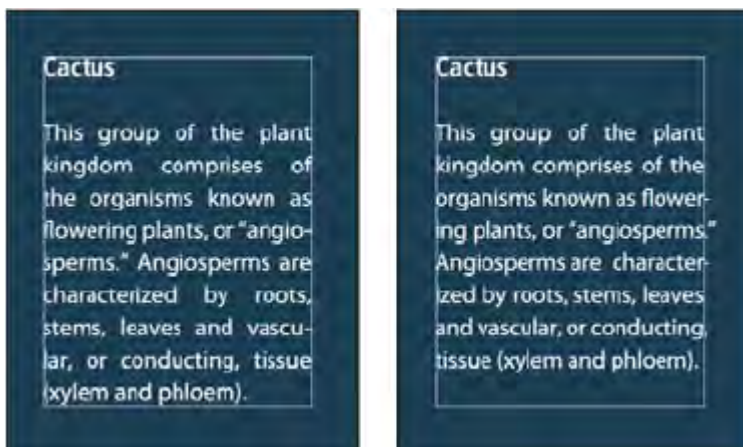 Cactus
This group of the plant
kingdom comprises of
the organisms known as
flowering plants, or “angio-
sperms.” Angiosperms are
characterized by roots,
stems, leaves and vascu-
lar, or conducting, tissue
(xylem and phloem).
Cactus
This group of the plant
kingdom comprises of the
organisms known as flower-
ing plants, or “angiosperms.”
Angiosperms are character-
ized by roots, stems, leaves
and vascular, or conducting,
tissue (xylem and phloem).